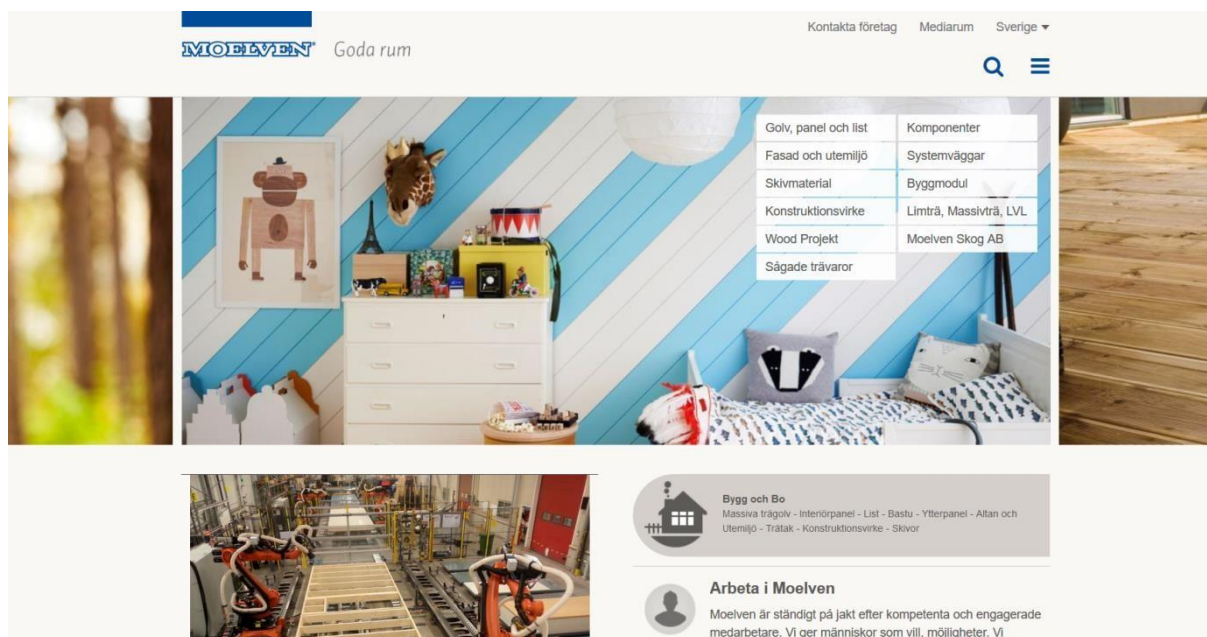 Kontakta företag Mediarum Sverige
MOELVEN Goda rum
Golv, panel och list Komponenter
Fasad och utemiljö Systemväggar
Skivmaterial Byggmodul
Konstruktionsvirke Limträ, Massivträ, LVL
Wood Projekt Moelven Skog AB
Sågade trävaror
Bygg och Bo
Massiva trägolv - Interiörpanel - List - Bastu - Ytterpanel - Altan och
Utemiljö - Trätak - Konstruktionsvirke - Skivor
Arbeta i Moelven
Moelven är ständigt på jakt efter kompetenta och engagerade
medarbetare. Vi ger människor som vill, möjligheter. Vi